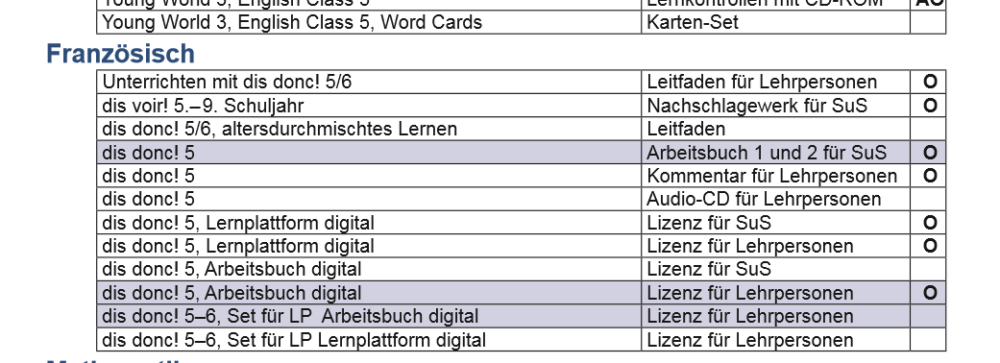 Young World 5, English Class 5 Lernkontrollen mit CD-ROM AO
Young World 3, English Class 5, Word Cards Karten-Set
Französisch
Unterrichten mit dis donc! 5/6 Leitfaden für Lehrpersonen O
dis voir! 5.–9. Schuljahr Nachschlagewerk für SuS O
dis donc! 5/6, altersdurchmischtes Lernen Leitfaden
dis donc! 5 Arbeitsbuch 1 und 2 für SuS O
dis donc! 5 Kommentar für Lehrpersonen O
dis donc! 5 Audio-CD für Lehrpersonen
dis donc! 5, Lernplattform digital Lizenz für SuS O
dis donc! 5, Lernplattform digital Lizenz für Lehrpersonen O
dis donc! 5, Arbeitsbuch digital Lizenz für SuS
dis donc! 5, Arbeitsbuch digital Lizenz für Lehrpersonen O
dis donc! 5–6, Set für LP Arbeitsbuch digital Lizenz für Lehrpersonen
dis donc! 5–6, Set für LP Lernplattform digital Lizenz für Lehrpersonen